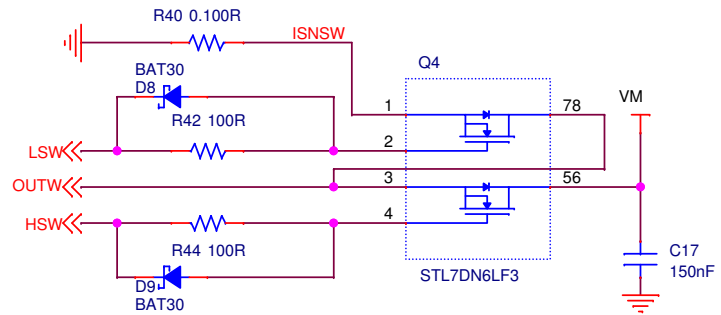 R40 0.100R
ISNSW
BAT30
D8
Q4
R42 100R
1
78
VM
LSW
2
OUTW
3
56
HSW
4
R44 100R
C17
150nF
D9
BAT30
STL7DN6LF3